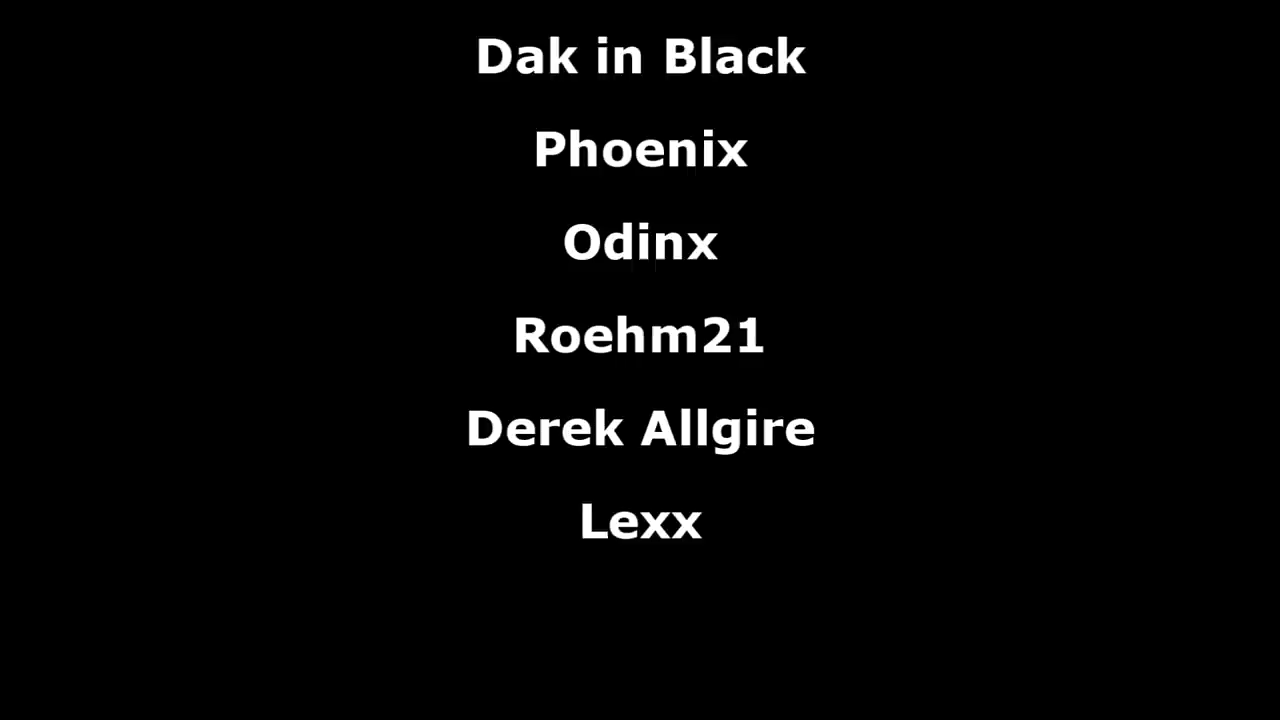 Dak in Black
Phoenix
Odinx
Roehm21
Derek Allgire
Lexx